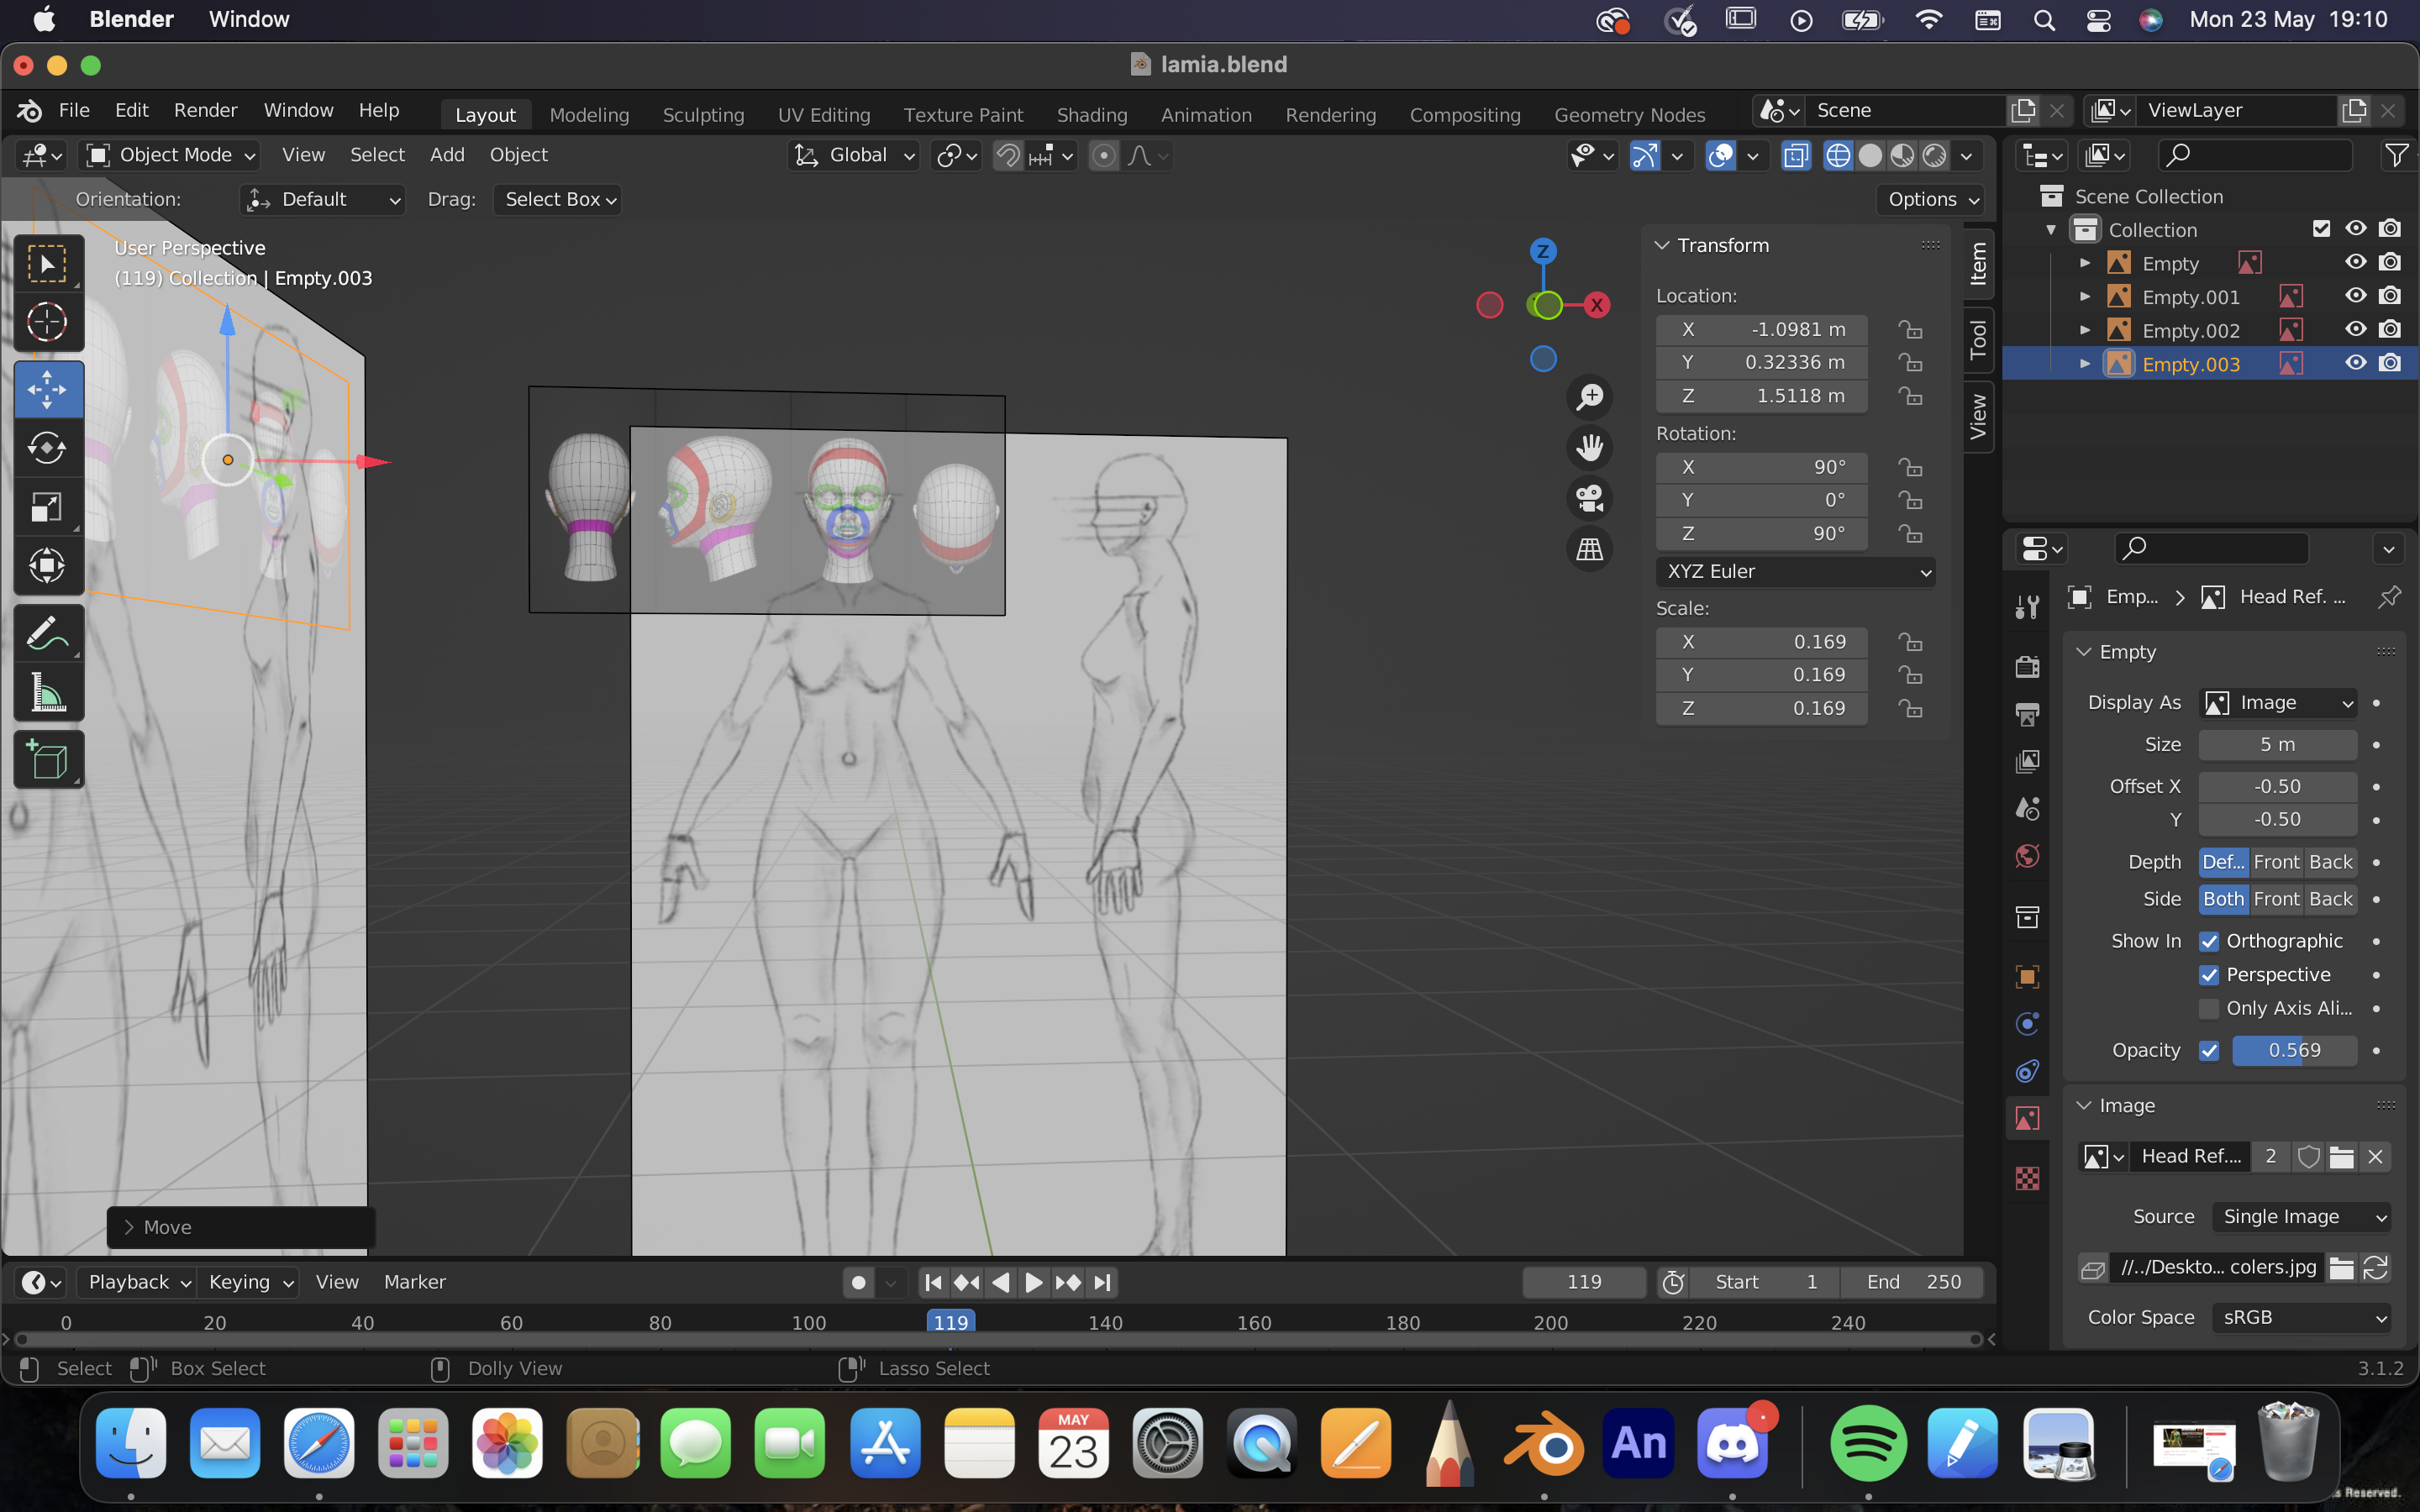 Blender Window Mon 23 May 19:10
lamia.blend
File Edit Render Window Help Layout Modeling Sculpting UV Editing Texture Paint Shading Animation Rendering Compositing Geometry Nodes Scene ViewLayer
Object Mode View Select Add Object Global
Orientation: Default Drag: Select Box Options
User Perspective
(119) Collection | Empty.003
Z
X
Transform
Location:
X -1.0981 m
Y 0.32336 m
Z 1.5118 m
Rotation:
X 90°
Y 0°
Z 90°
XYZ Euler
Scale:
X 0.169
Y 0.169
Z 0.169
Item
Tool
View
Scene Collection
Collection
Empty
Empty.001
Empty.002
Empty.003
Emp... Head Ref. ...
Empty
Display As Image
Size 5 m
Offset X -0.50
Y -0.50
Depth Def... Front Back
Side Both Front Back
Show In Orthographic
Perspective
Only Axis Ali...
Opacity 0.569
Image
Head Ref.... 2
Source Single Image
//../Deskto... colers.jpg
Color Space sRGB
Move
Playback Keying View Marker 119 Start 1 End 250
0 20 40 60 80 100 119 140 160 180 200 220 240
Select Box Select Dolly View Lasso Select 3.1.2
MAY
23
An
s Reserved.